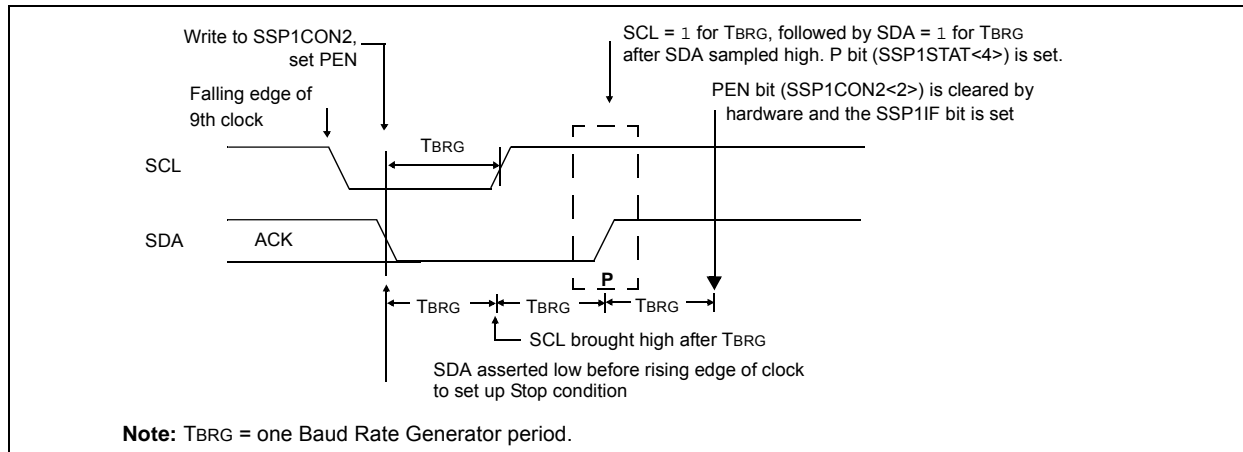 Write to SSP1CON2,
set PEN
SCL = 1 for TBRG, followed by SDA = 1 for TBRG
after SDA sampled high. P bit (SSP1STAT<4>) is set.
Falling edge of
9th clock
PEN bit (SSP1CON2<2>) is cleared by
hardware and the SSP1IF bit is set
TBRG
SCL
SDA
ACK
P
TBRG
TBRG
TBRG
SCL brought high after TBRG
SDA asserted low before rising edge of clock
to set up Stop condition
Note: TBRG = one Baud Rate Generator period.